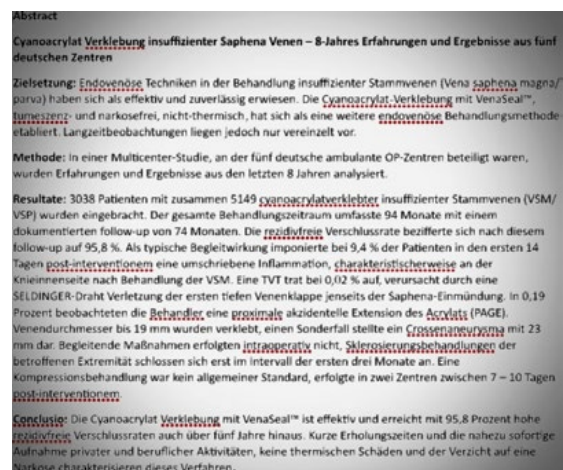 Abstract
Cyanoacrylat Verklebung insuffizienter Saphena Venen – 8-Jahres Erfahrungen und Ergebnisse aus fünf
deutschen Zentren
Zielsetzung: Endovenöse Techniken in der Behandlung insuffizienter Stammvenen (Vena saphena magna/
parva) haben sich als effektiv und zuverlässig erwiesen. Die Cyanoacrylat-Verklebung mit VenaSeal™,
tumeszenz- und narkosefrei, nicht-thermisch, hat sich als eine weitere endovenöse Behandlungsmethode
etabliert. Langzeitbeobachtungen liegen jedoch nur vereinzelt vor.
Methode: In einer Multicenter-Studie, an der fünf deutsche ambulante OP-Zentren beteiligt waren,
wurden Erfahrungen und Ergebnisse aus den letzten 8 Jahren analysiert.
Resultate: 3038 Patienten mit zusammen 5149 cyanoacrylatverklebter insuffizienter Stammvenen (VSM/
VSP) wurden eingebracht. Der gesamte Behandlungszeitraum umfasste 94 Monate mit einem
dokumentierten follow-up von 74 Monaten. Die rezidivfreie Verschlussrate bezifferte sich nach diesem
follow-up auf 95,8 %. Als typische Begleitwirkung imponierte bei 9,4 % der Patienten in den ersten 14
Tagen post-interventionem eine umschriebene Inflammation, charakteristischerweise an der
Knieinnenseite nach Behandlung der VSM. Eine TVT trat bei 0,02 % auf, verursacht durch eine
SELDINGER-Draht Verletzung der ersten tiefen Venenklappe jenseits der Saphena-Einmündung. In 0,19
Prozent beobachteten die Behandler eine proximale akzidentelle Extension des Acrylats (PAGE).
Venendurchmesser bis 19 mm wurden verklebt, einen Sonderfall stellte ein Crossenaneurysma mit 23
mm dar. Begleitende Maßnahmen erfolgten intraoperativ nicht, Sklerosierungsbehandlungen der
betroffenen Extremität schlossen sich erst im Intervall der ersten drei Monate an. Eine
Kompressionsbehandlung war kein allgemeiner Standard, erfolgte in zwei Zentren zwischen 7 – 10 Tagen
post-interventionem.
Conclusio: Die Cyanoacrylat Verklebung mit VenaSeal™ ist effektiv und erreicht mit 95,8 Prozent hohe
rezidivfreie Verschlussraten auch über fünf Jahre hinaus. Kurze Erholungszeiten und die nahezu sofortige
Aufnahme privater und beruflicher Aktivitäten, keine thermischen Schäden und der Verzicht auf eine
Narkose charakterisieren dieses Verfahren.